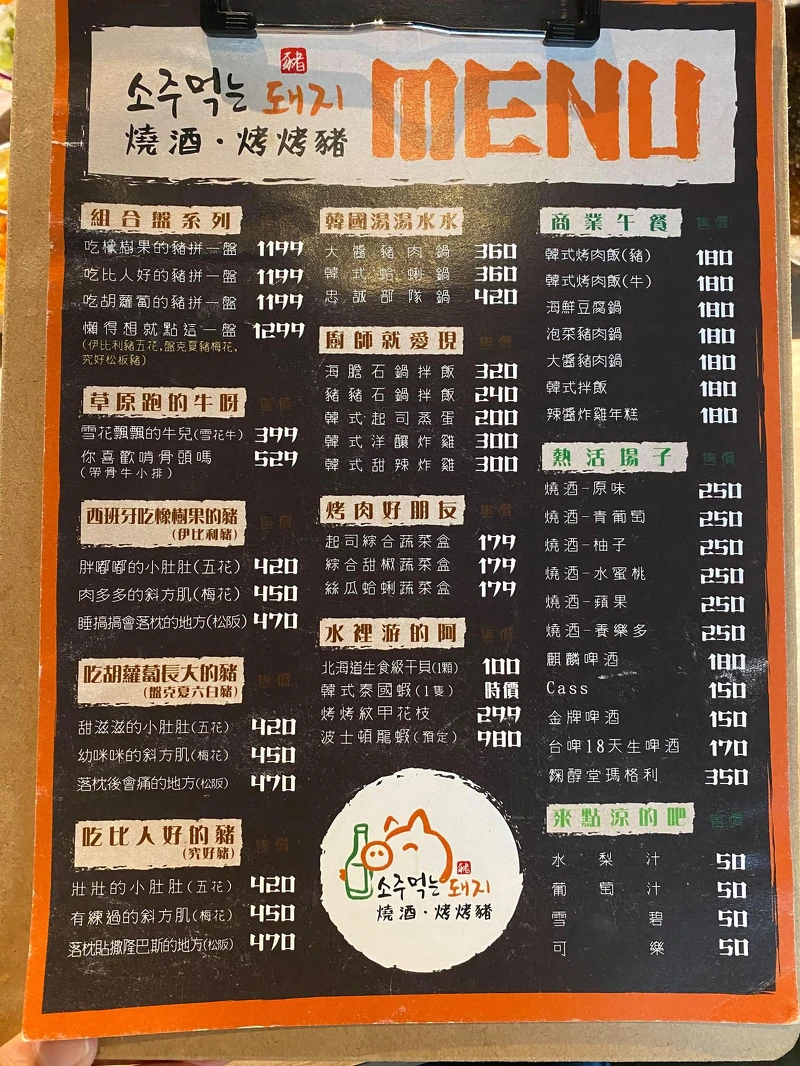 소주먹는 돼지
豬
燒酒·烤烤豬
MENU
組合盤系列 售價
吃橡樹果的豬拼一盤 1199
吃比人好的豬拼一盤 1199
吃胡蘿蔔的豬拼一盤 1199
懶得想就點這一盤 1299
(伊比利豬五花,盤克夏豬梅花,
究好松板豬)
草原跑的牛呀 售價
雪花飄飄的牛兒(雪花牛) 399
你喜歡啃骨頭嗎 529
(帶骨牛小排)
西班牙吃橡樹果的豬 售價
(伊比利豬)
胖嘟嘟的小肚肚(五花) 420
肉多多的斜方肌(梅花) 450
睡搞搞會落枕的地方(松阪) 470
吃胡蘿蔔長大的豬 售價
(盤克夏六白豬)
甜滋滋的小肚肚(五花) 420
幼咪咪的斜方肌(梅花) 450
落枕後會痛的地方(松阪) 470
吃比人好的豬 售價
(究好豬)
壯壯的小肚肚(五花) 420
有練過的斜方肌(梅花) 450
落枕貼撒隆巴斯的地方(松阪) 470
韓國湯湯水水
大醬豬肉鍋 360
韓式蛤蜊鍋 360
忠誠部隊鍋 420
廚師就愛現 售價
海膽石鍋拌飯 320
豬豬石鍋拌飯 240
韓式起司蒸蛋 200
韓式洋釀炸雞 300
韓式甜辣炸雞 300
烤肉好朋友 售價
起司綜合蔬菜盒 179
綜合甜椒蔬菜盒 179
絲瓜蛤蜊蔬菜盒 179
水裡游的阿 售價
北海道生食級干貝(1顆) 100
韓式泰國蝦(1隻) 時價
烤烤紋甲花枝 299
波士頓龍蝦(預定) 980
소주먹는 돼지
豬
燒酒·烤烤豬
商業午餐 售價
韓式烤肉飯(豬) 180
韓式烤肉飯(牛) 180
海鮮豆腐鍋 180
泡菜豬肉鍋 180
大醬豬肉鍋 180
韓式拌飯 180
辣醬炸雞年糕 180
熱活場子 售價
燒酒-原味 250
燒酒-青葡萄 250
燒酒-柚子 250
燒酒-水蜜桃 250
燒酒-蘋果 250
燒酒-養樂多 250
麒麟啤酒 180
Cass 150
金牌啤酒 150
台啤18天生啤酒 170
麴醇堂瑪格利 350
來點涼的吧 售價
水梨汁 50
葡萄汁 50
雪碧 50
可樂 50